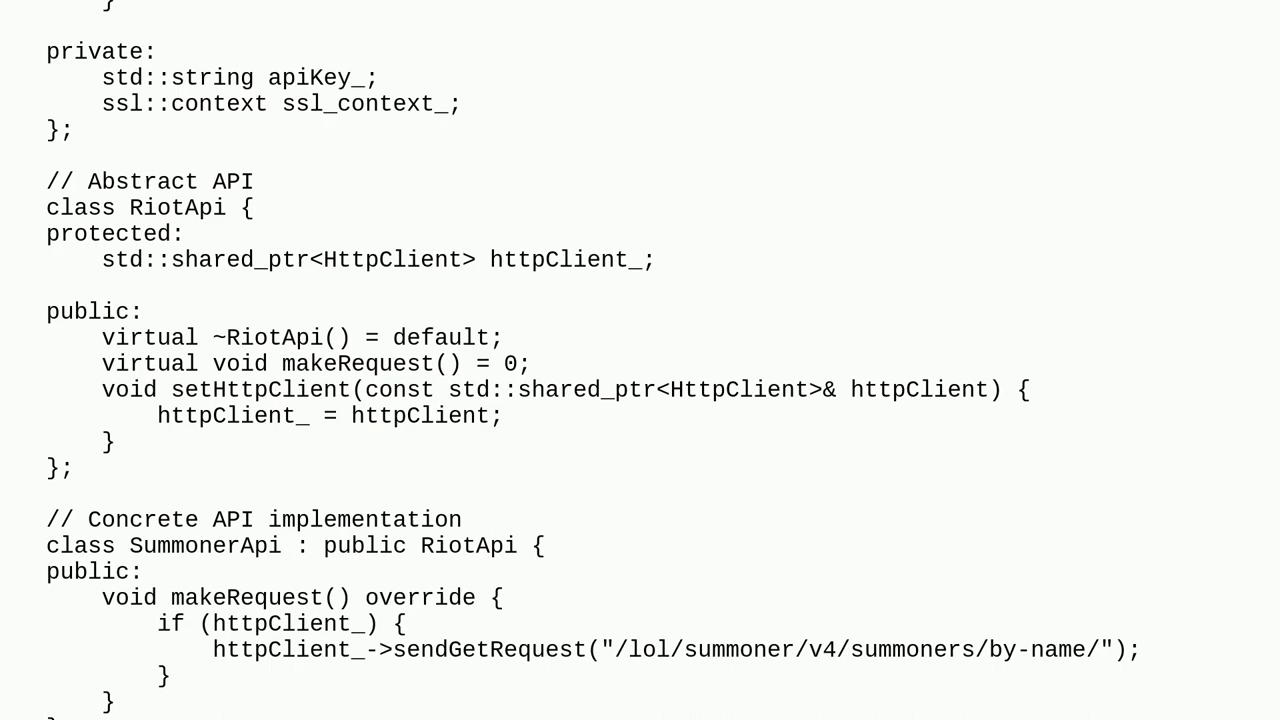 }

private:
    std::string apiKey_;
    ssl::context ssl_context_;
};

// Abstract API
class RiotApi {
protected:
    std::shared_ptr<HttpClient> httpClient_;

public:
    virtual ~RiotApi() = default;
    virtual void makeRequest() = 0;
    void setHttpClient(const std::shared_ptr<HttpClient>& httpClient) {
        httpClient_ = httpClient;
    }
};

// Concrete API implementation
class SummonerApi : public RiotApi {
public:
    void makeRequest() override {
        if (httpClient_) {
            httpClient_->sendGetRequest("/lol/summoner/v4/summoners/by-name/");
        }
    }